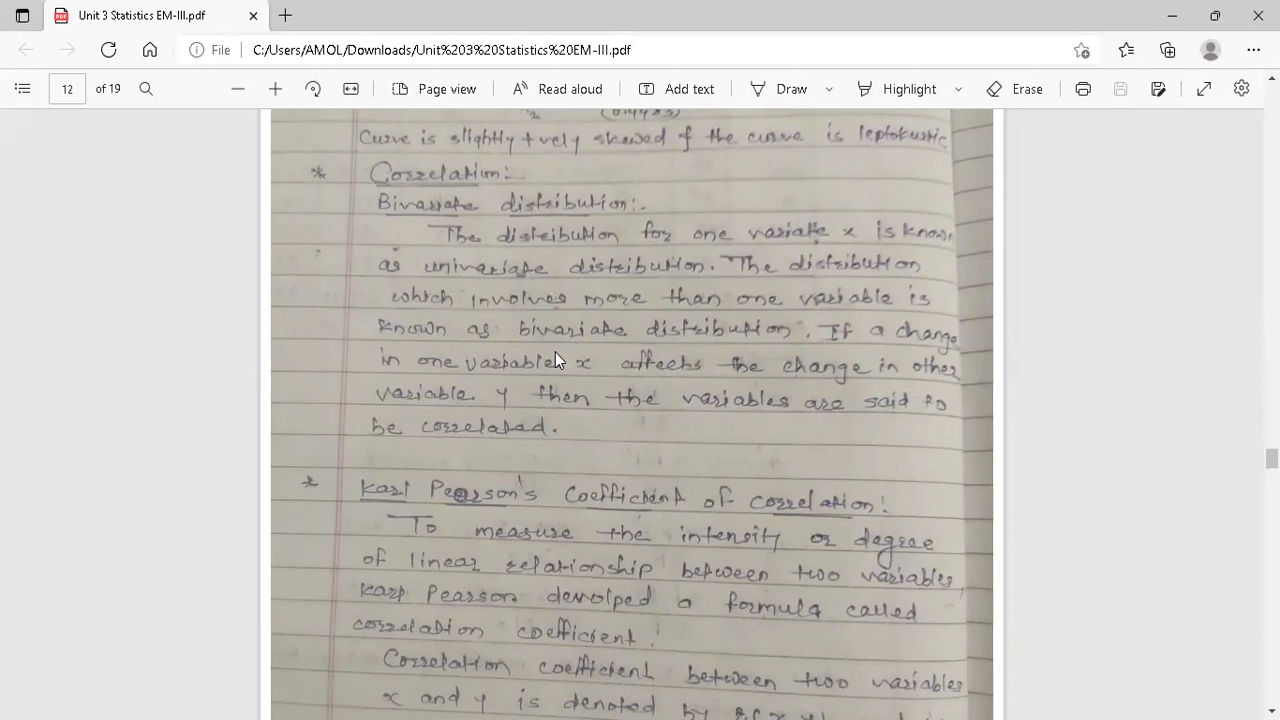 Unit 3 Statistics EM-III.pdf
File C:/Users/AMOL/Downloads/Unit%203%20Statistics%20EM-III.pdf
12 of 19 Page view Read aloud Add text Draw Highlight Erase
Curve is slightly +vely skewed & the curve is leptokurtic
* Correlation:
Bivariate distribution:-
The distribution for one variate x is known
as univariate distribution. The distribution
which involves more than one variable is
known as bivariate distribution. If a change
in one variable x affects the change in other
variable y then the variables are said to
be correlated.
* Karl Pearson's Coefficient of correlation:
To measure the intensity or degree
of linear relationship between two variables,
Karl Pearson devolped a formula called
correlation coefficient.
Correlation coefficient between two variables
x and y is denoted by